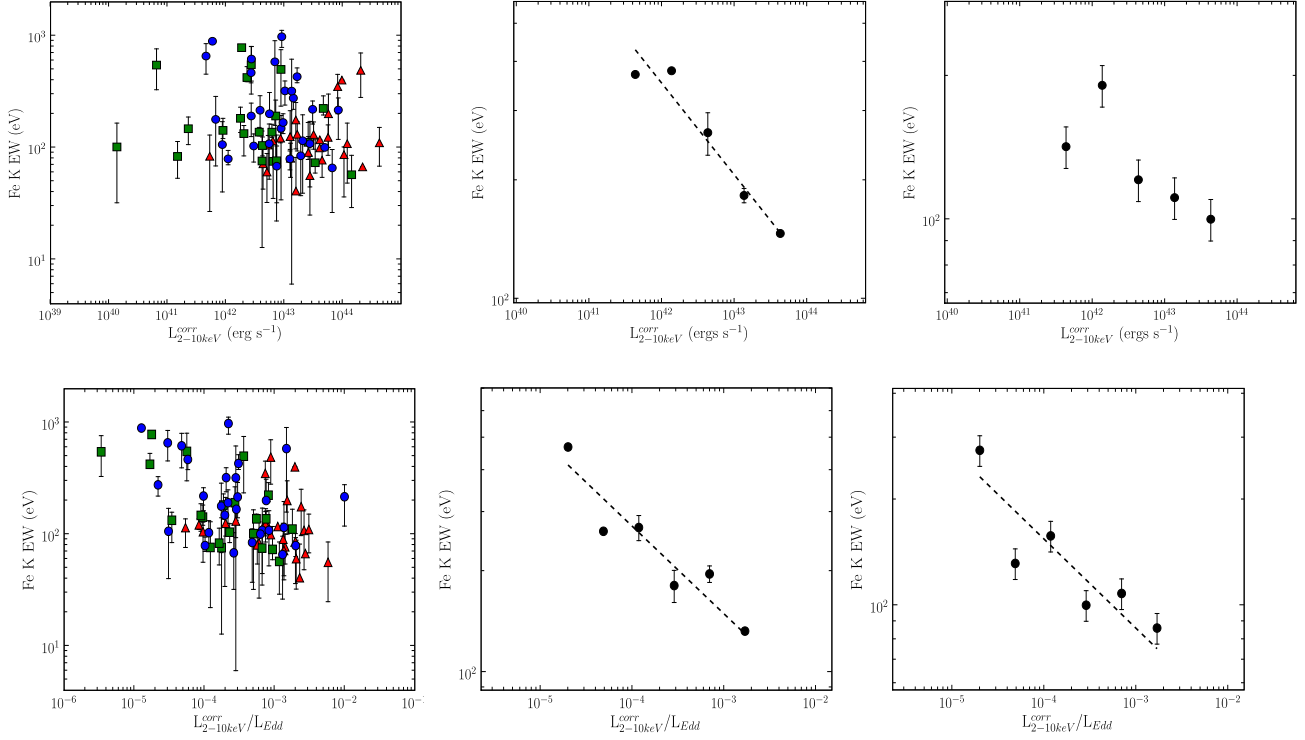 10³
10²
10¹
Fe K EW (eV)
10³⁹ 10⁴⁰ 10⁴¹ 10⁴² 10⁴³ 10⁴⁴
L^{corr}_{2−10keV} (erg s⁻¹)
10²
Fe K EW (eV)
10⁴⁰ 10⁴¹ 10⁴² 10⁴³ 10⁴⁴
L^{corr}_{2−10keV} (ergs s⁻¹)
10²
Fe K EW (eV)
10⁴⁰ 10⁴¹ 10⁴² 10⁴³ 10⁴⁴
L^{corr}_{2−10keV} (ergs s⁻¹)
10³
10²
10¹
Fe K EW (eV)
10⁻⁶ 10⁻⁵ 10⁻⁴ 10⁻³ 10⁻² 10⁻
L^{corr}_{2−10keV}/L_{Edd}
10²
Fe K EW (eV)
10⁻⁵ 10⁻⁴ 10⁻³ 10⁻²
L^{corr}_{2−10keV}/L_{Edd}
10²
Fe K EW (eV)
10⁻⁵ 10⁻⁴ 10⁻³ 10⁻²
L^{corr}_{2−10keV}/L_{Edd}